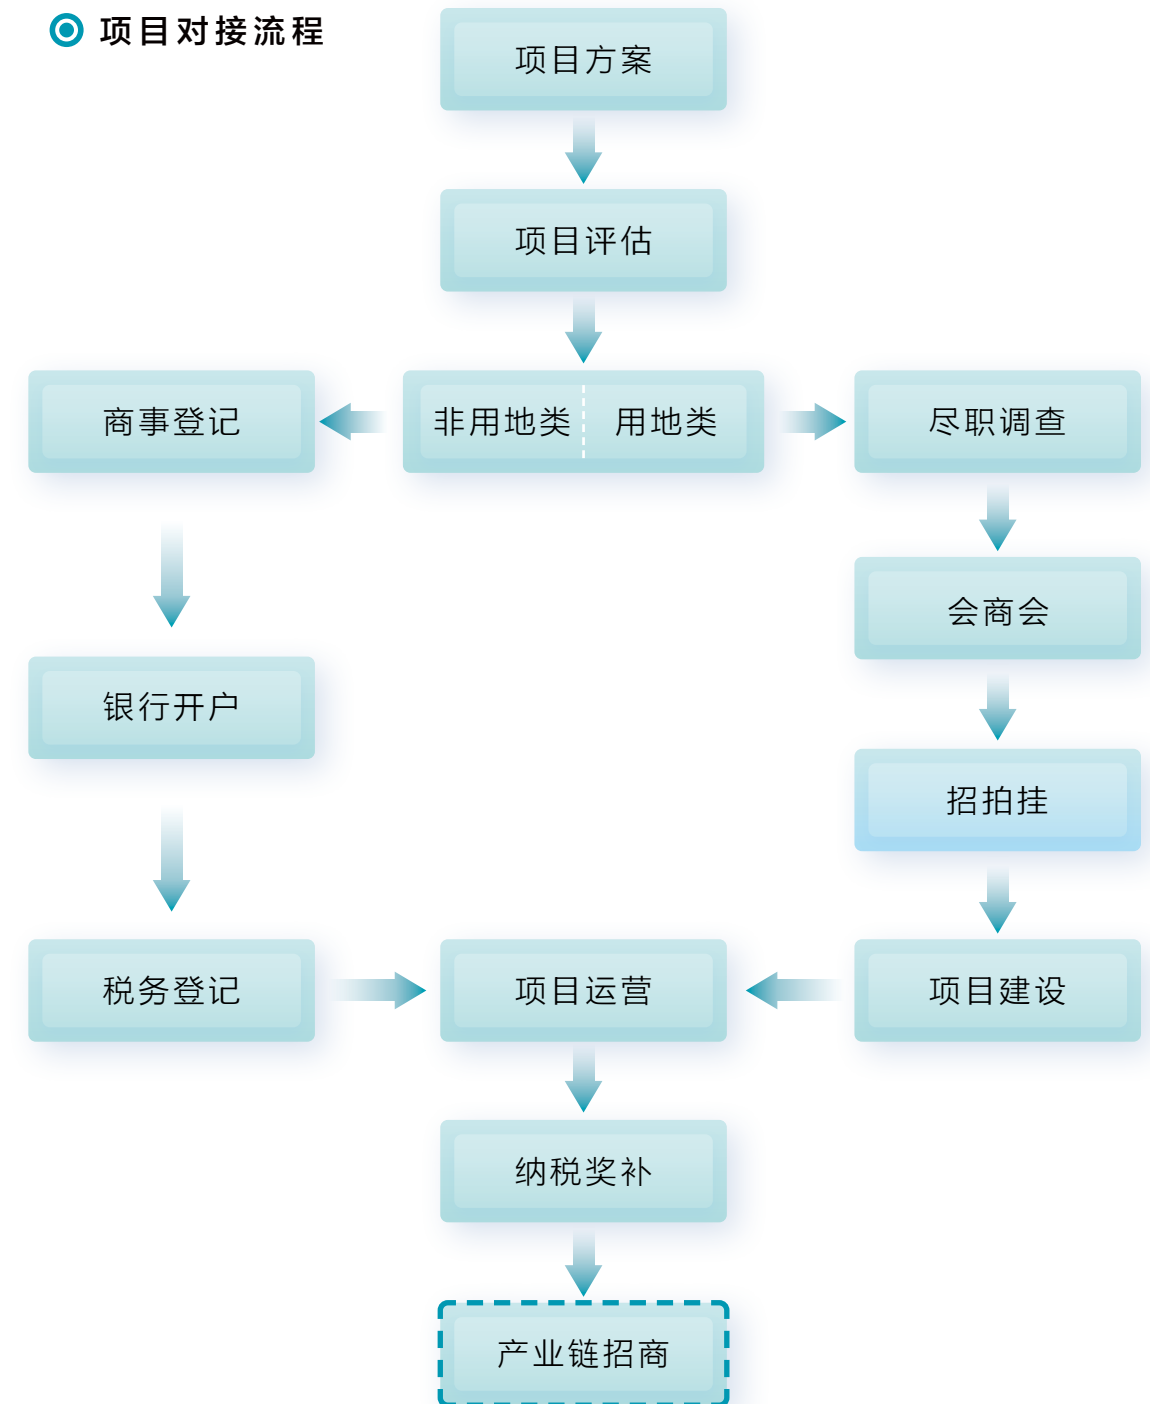 项目对接流程
项目方案
项目评估
商事登记
非用地类 用地类
尽职调查
会商会
银行开户
招拍挂
税务登记
项目运营
项目建设
纳税奖补
产业链招商